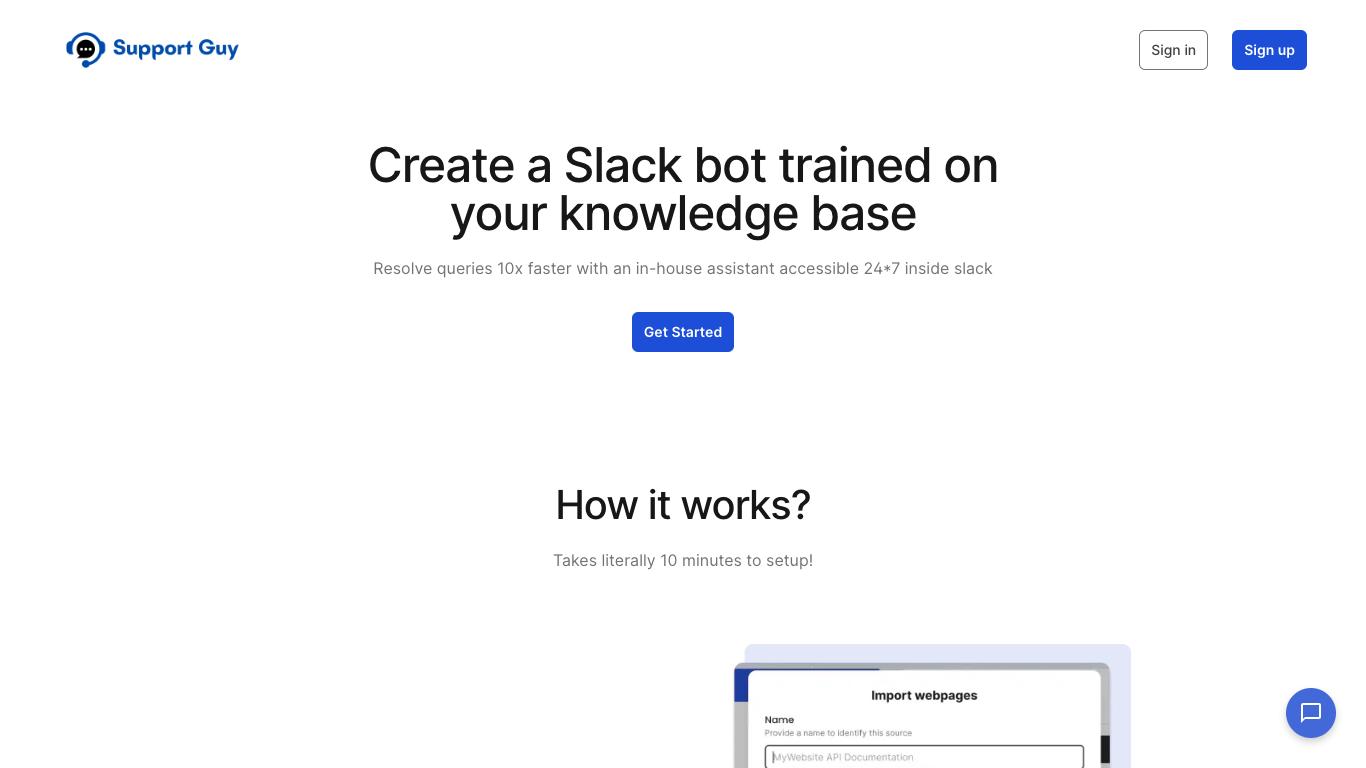 Support Guy
Sign in
Sign up
Create a Slack bot trained on
your knowledge base
Resolve queries 10x faster with an in-house assistant accessible 24*7 inside slack
Get Started
How it works?
Takes literally 10 minutes to setup!
Import webpages
Name
Provide a name to identify this source
MyWebsite API Documentation